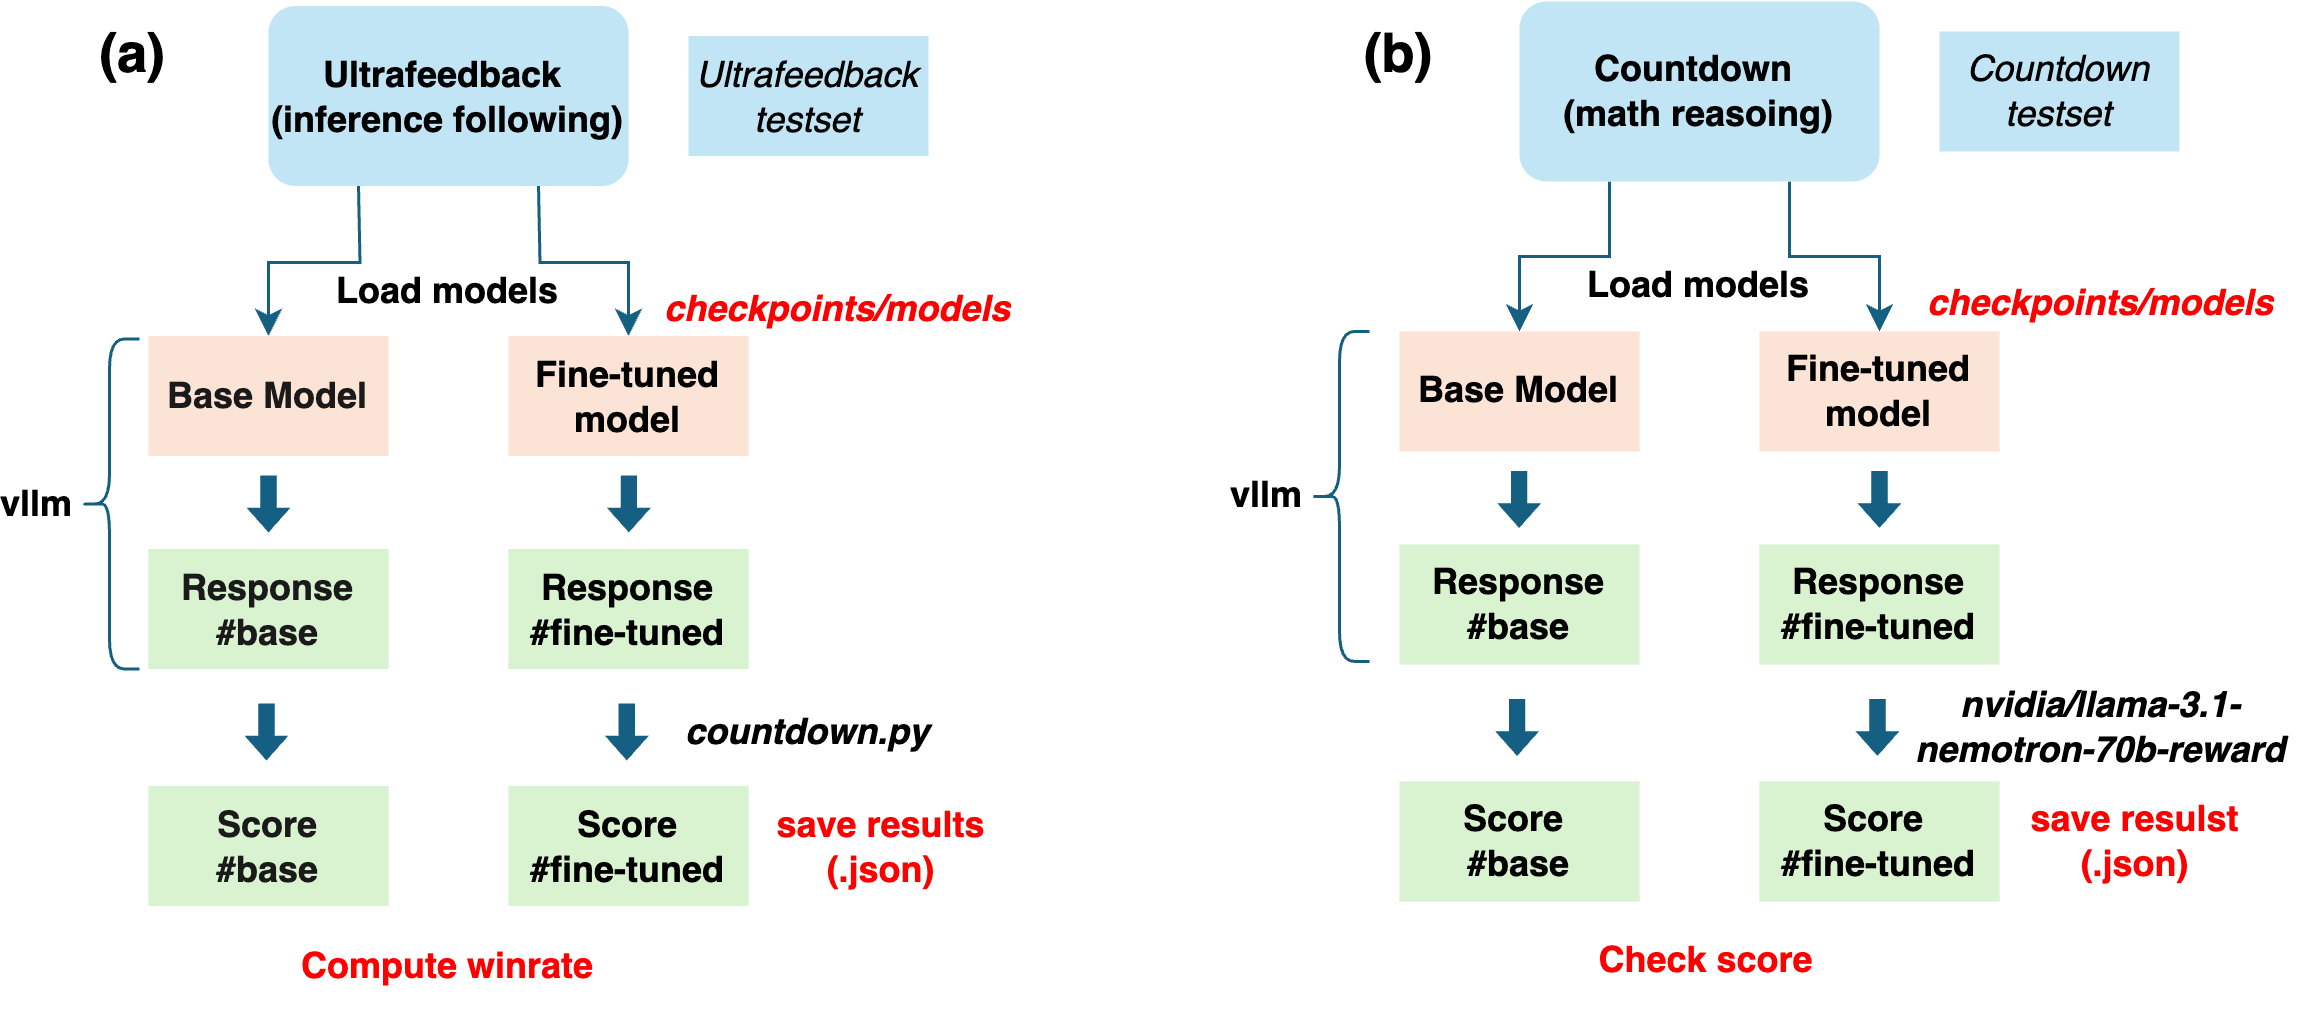 (a)
Ultrafeedback
(inference following)
Ultrafeedback
testset
Load models
checkpoints/models
Base Model
Fine-tuned
model
vllm
Response
#base
Response
#fine-tuned
countdown.py
Score
#base
Score
#fine-tuned
save results
(.json)
Compute winrate
(b)
Countdown
(math reasoing)
Countdown
testset
Load models
checkpoints/models
Base Model
Fine-tuned
model
vllm
Response
#base
Response
#fine-tuned
nvidia/llama-3.1-
nemotron-70b-reward
Score
#base
Score
#fine-tuned
save resulst
(.json)
Check score